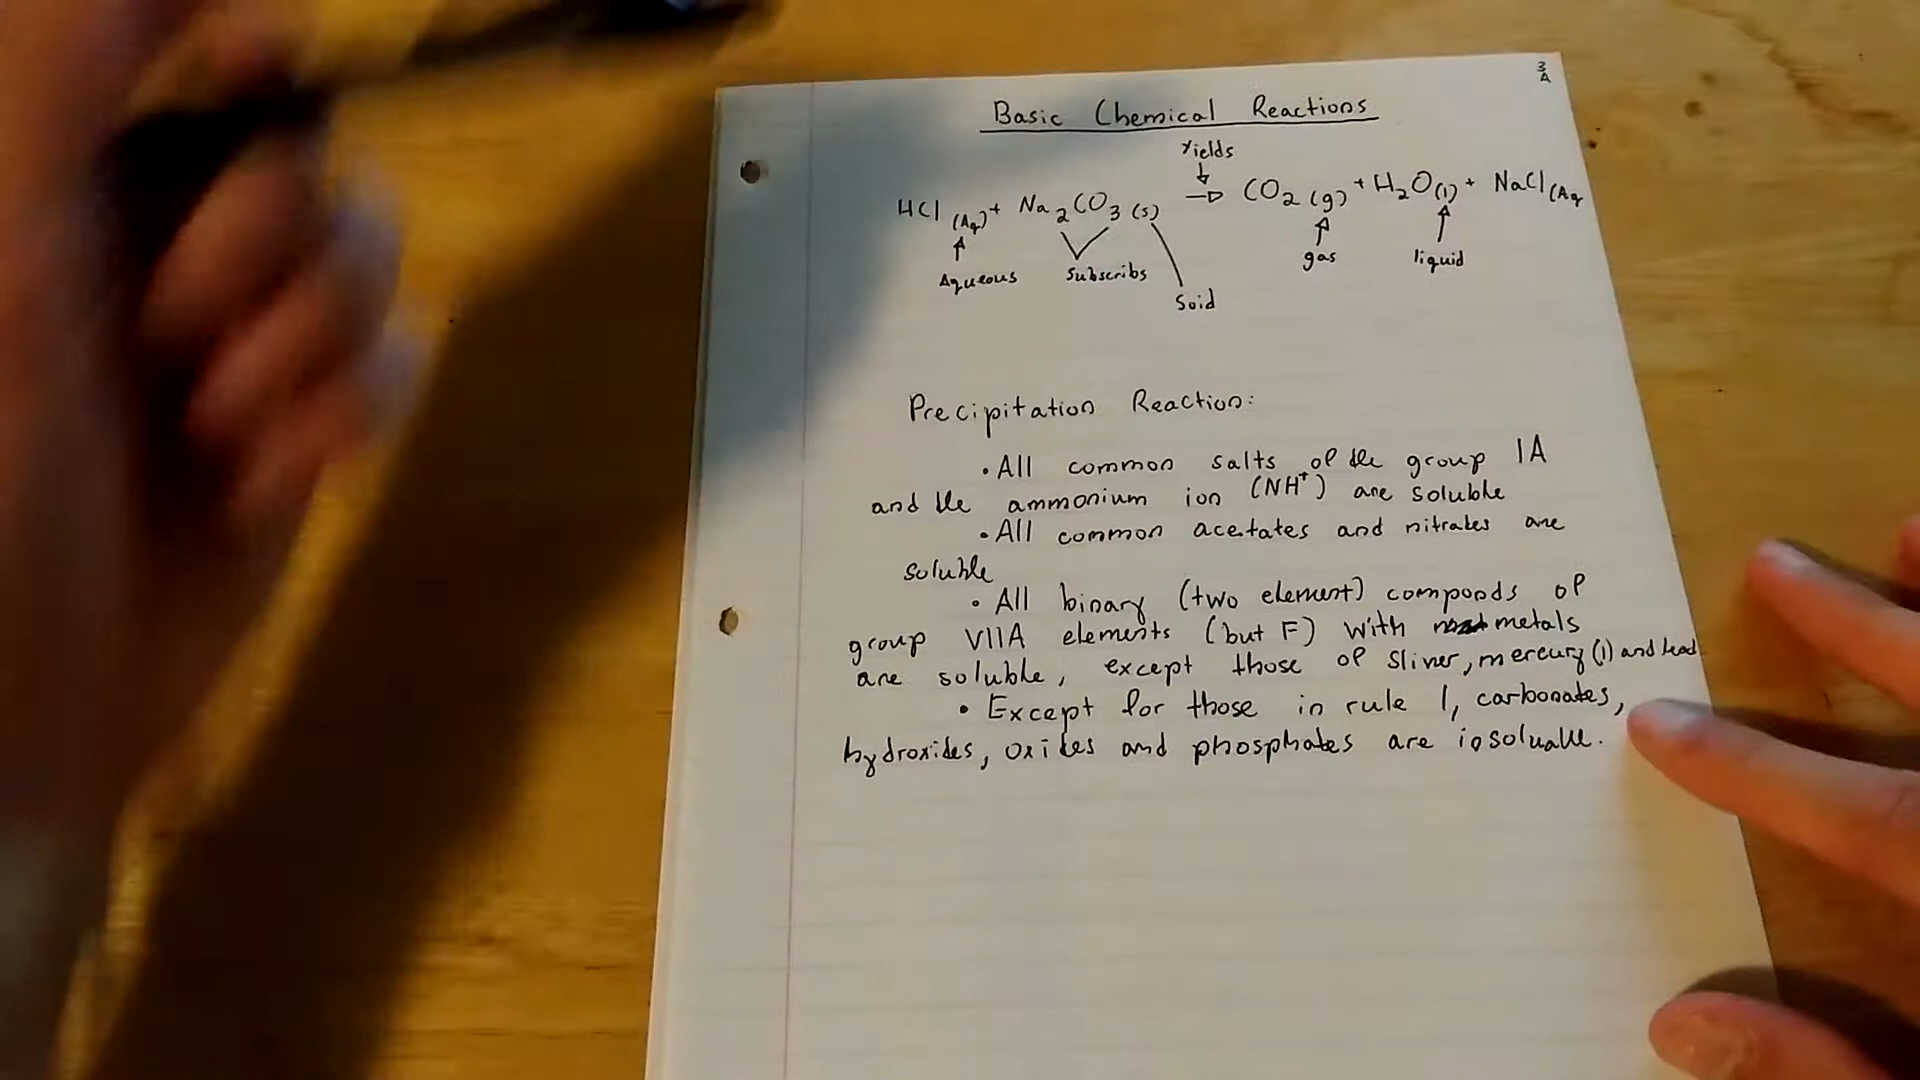 3
A
Basic Chemical Reactions
Yields
HCl (Aq) + Na2CO3 (s) → CO2 (g) + H2O(l) + NaCl(Aq
Aqueous Subscribs gas liquid
Soid
Precipitation Reaction:
• All common salts of the group IA
and the ammonium ion (NH+) are soluble
• All common acetates and nitrates are
soluble
• All binary (two element) componds of
group VIIA elements (but F) with metals
are soluble, except those of sliver, mercury (I) and lead
• Except for those in rule 1, carbonates,
hydroxides, oxides and phosphates are insoluable.